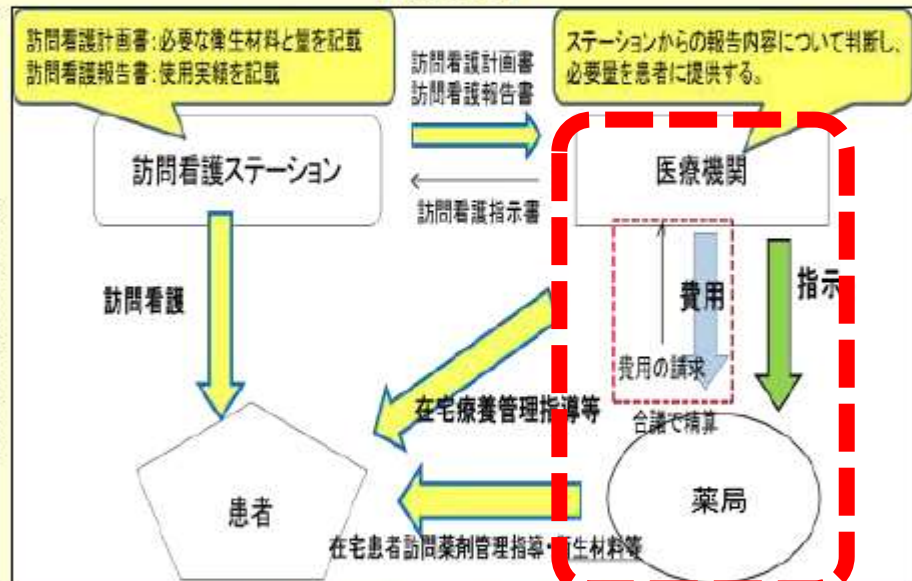 訪問看護計画書:必要な衛生材料と量を記載
訪問看護報告書:使用実績を記載
ステーションからの報告内容について判断し、
必要量を患者に提供する。
訪問看護計画書
訪問看護報告書
訪問看護ステーション
医療機関
訪問看護指示書
訪問看護
費用
指示
費用の請求
在宅療養管理指導等
合議で精算
患者
薬局
在宅患者訪問薬剤管理指導・衛生材料等